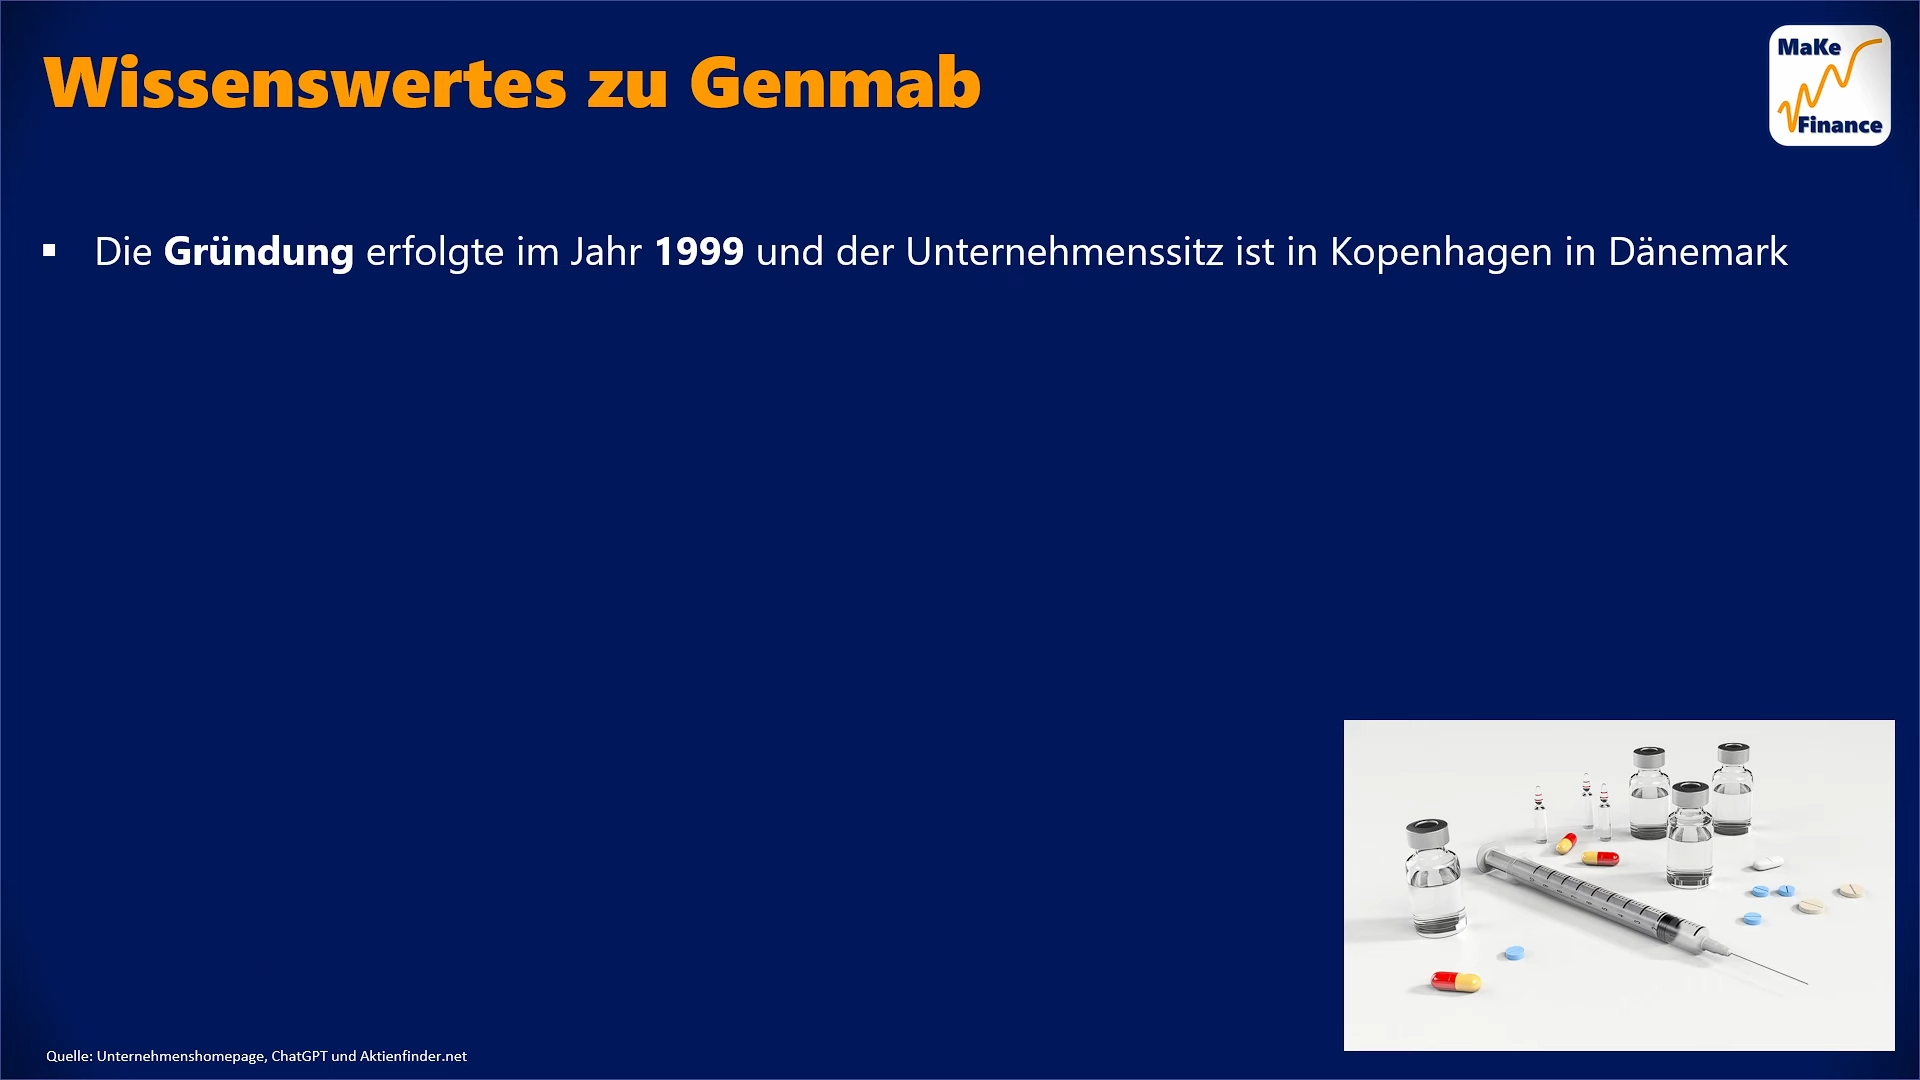 Wissenswertes zu Genmab
MaKe
Finance
▪ Die Gründung erfolgte im Jahr 1999 und der Unternehmenssitz ist in Kopenhagen in Dänemark
Quelle: Unternehmenshomepage, ChatGPT und Aktienfinder.net